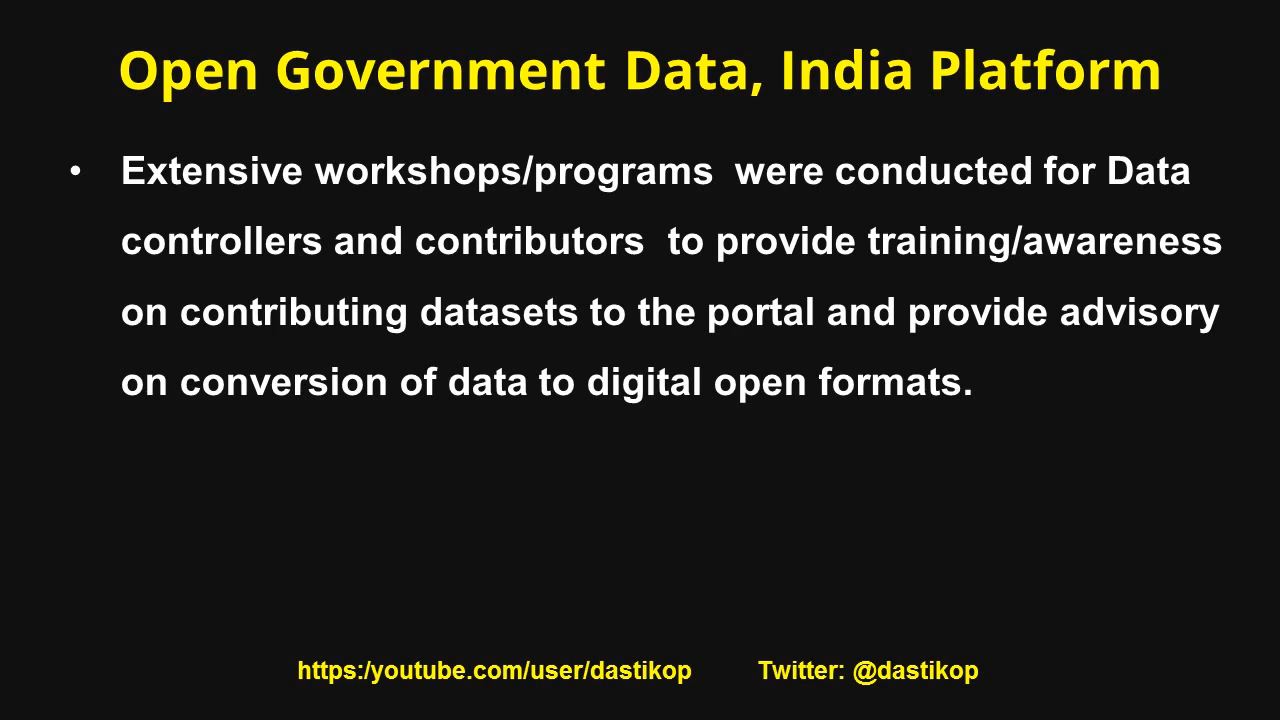 Open Government Data, India Platform
• Extensive workshops/programs  were conducted for Data
controllers and contributors  to provide training/awareness
on contributing datasets to the portal and provide advisory
on conversion of data to digital open formats.
https:/youtube.com/user/dastikop Twitter: @dastikop